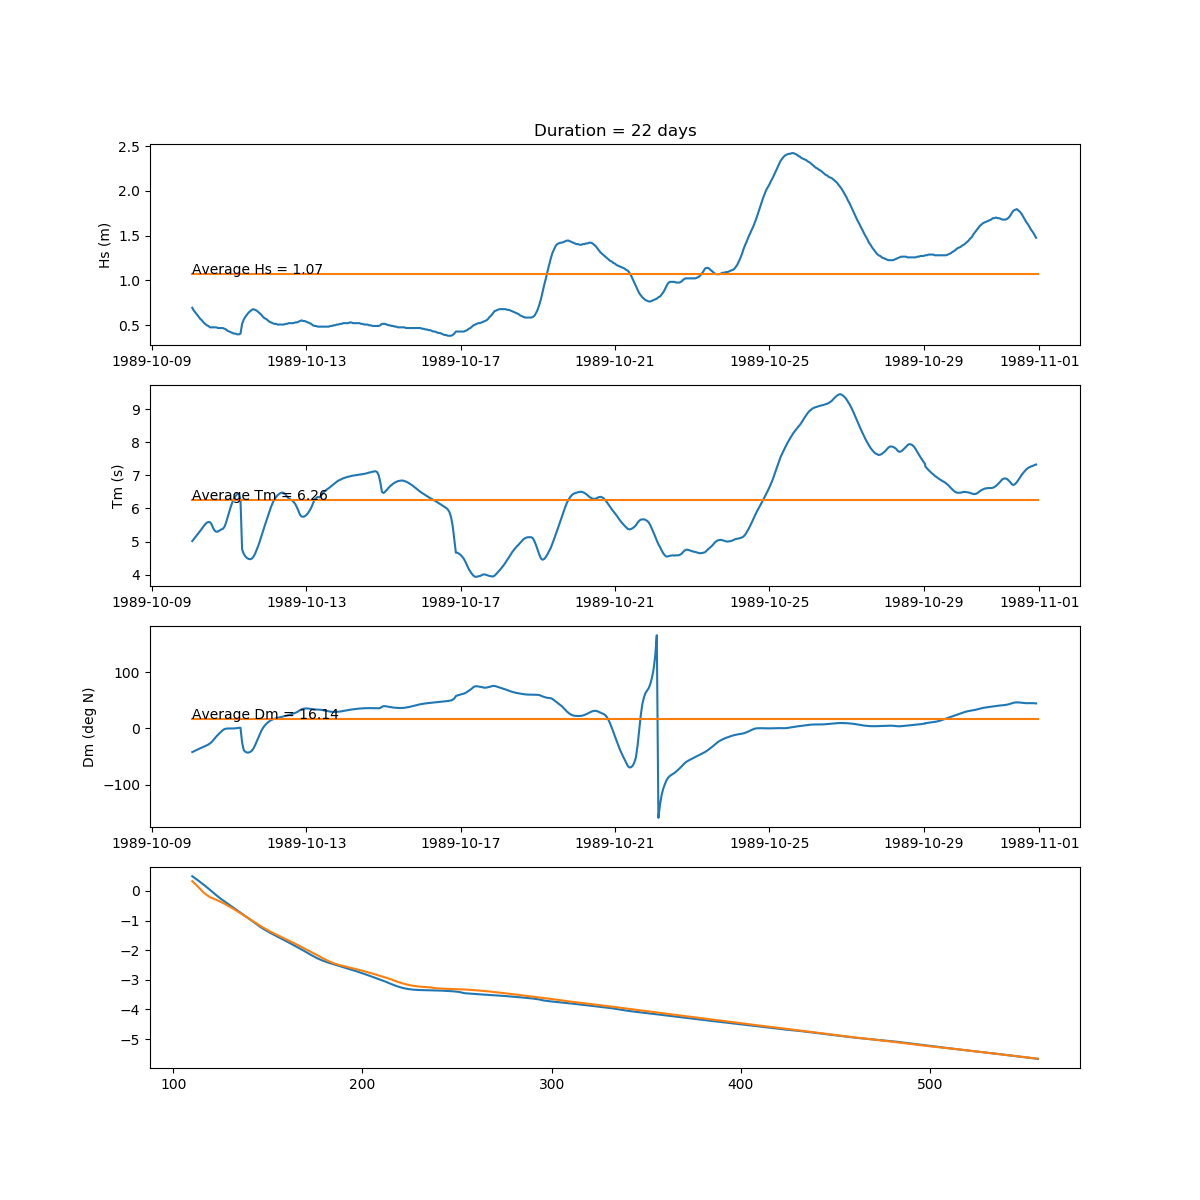 Duration = 22 days
2.5
2.0
1.5
1.0
0.5
Hs (m)
Average Hs = 1.07
1989-10-09 1989-10-13 1989-10-17 1989-10-21 1989-10-25 1989-10-29 1989-11-01
9
8
7
6
5
4
Tm (s)
Average Tm = 6.26
1989-10-09 1989-10-13 1989-10-17 1989-10-21 1989-10-25 1989-10-29 1989-11-01
100
0
−100
Dm (deg N)
Average Dm = 16.14
1989-10-09 1989-10-13 1989-10-17 1989-10-21 1989-10-25 1989-10-29 1989-11-01
0
−1
−2
−3
−4
−5
100 200 300 400 500